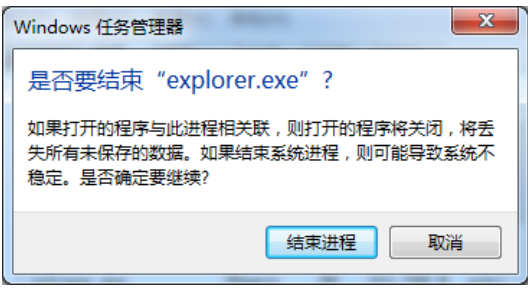 Windows 任务管理器
是否要结束“explorer.exe”?
如果打开的程序与此进程相关联，则打开的程序将关闭，将丢
失所有未保存的数据。如果结束系统进程，则可能导致系统不
稳定。是否确定要继续?
结束进程
取消